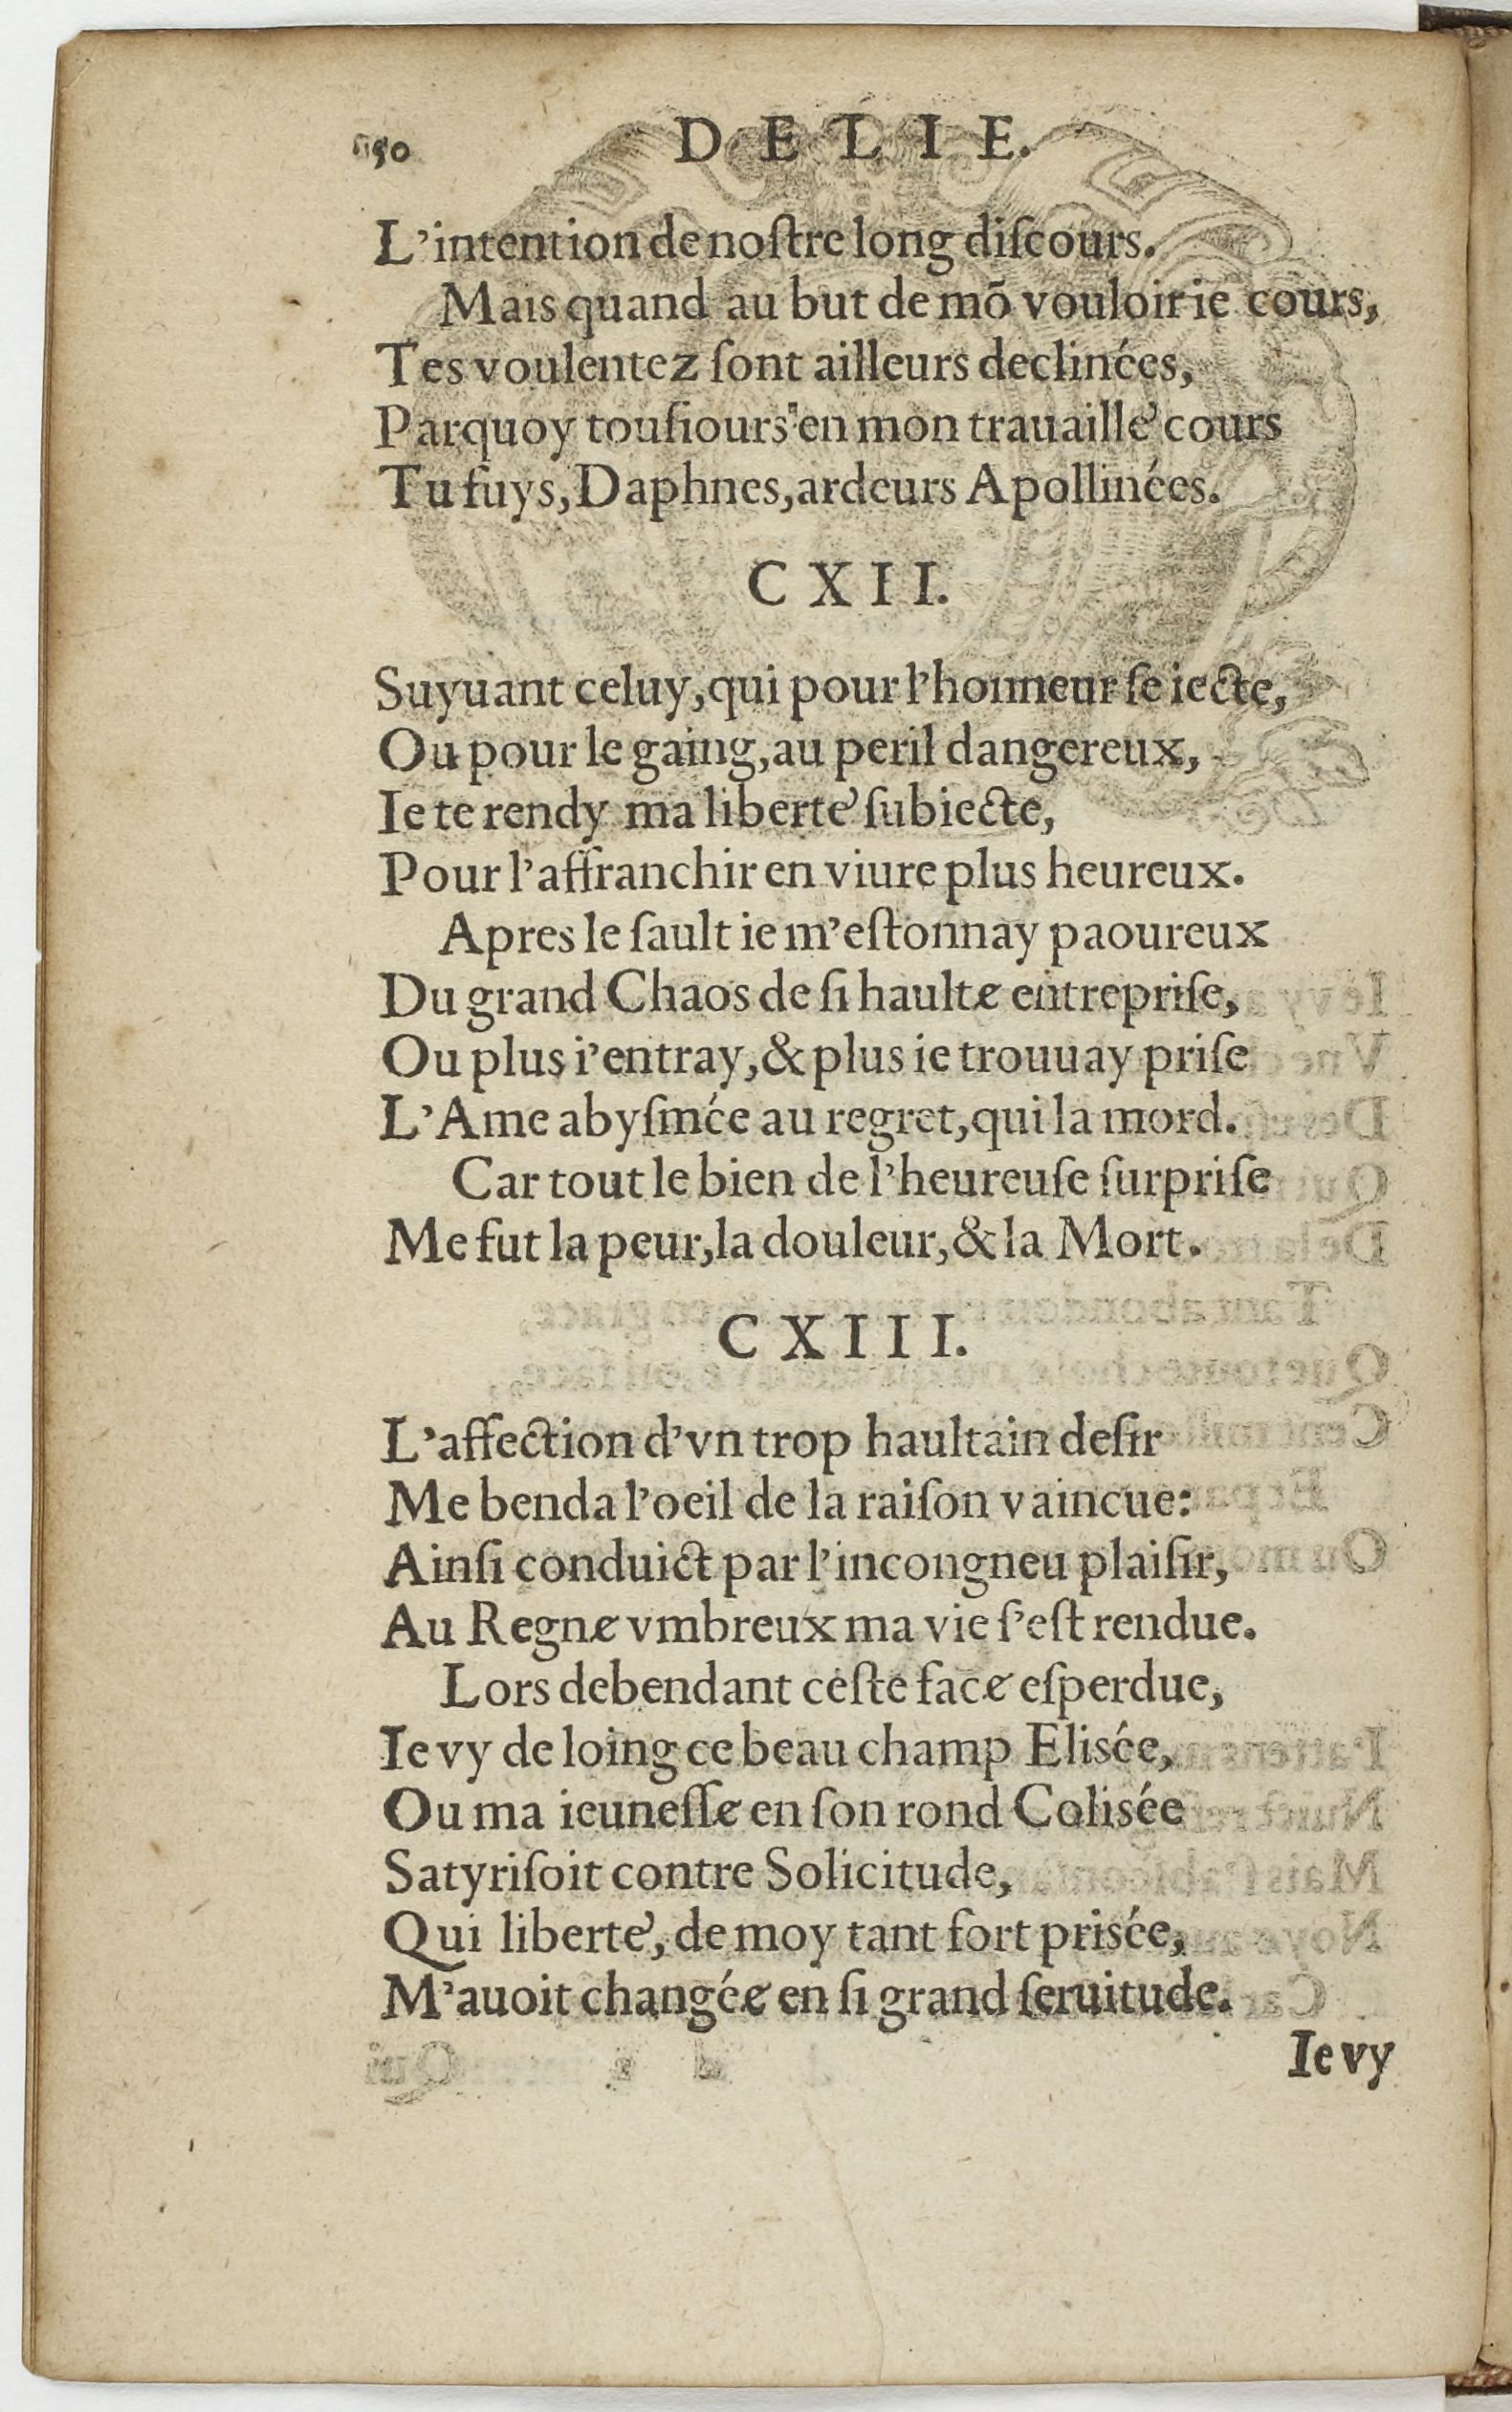 50 DELIE.
L'intention de noſtre long diſcours.
Mais quand au but de mō vouloir ie cours,
Tes voulentez ſont ailleurs declinées,
Parquoy touſiours en mon trauaillé cours
Tu fuys, Daphnes, ardeurs Apollinées.
CXII.
Suyuant celuy, qui pour l'honneur ſe iecte,
Ou pour le gaing, au peril dangereux,
Ie te rendy ma liberté ſubiecte,
Pour l'affranchir en viure plus heureux.
Apres le ſault ie m'eſtonnay paoureux
Du grand Chaos de ſi haulte entrepriſe,
Ou plus i'entray, & plus ie trouuay priſe
L'Ame abyſmée au regret, qui la mord.
Car tout le bien de l'heureuſe ſurpriſe
Me fut la peur, la douleur, & la Mort.
CXIII.
L'affection d'vn trop haultain deſir
Me benda l'oeil de la raiſon vaincue:
Ainſi conduict par l'incongneu plaiſir,
Au Regne vmbreux ma vie ſ'eſt rendue.
Lors debendant ceſte face eſperdue,
Ie vy de loing ce beau champ Elisée,
Ou ma ieuneſſe en ſon rond Colisée
Satyriſoit contre Solicitude,
Qui liberté, de moy tant fort prisée,
M'auoit changée en ſi grand ſeruitude.
Ie vy